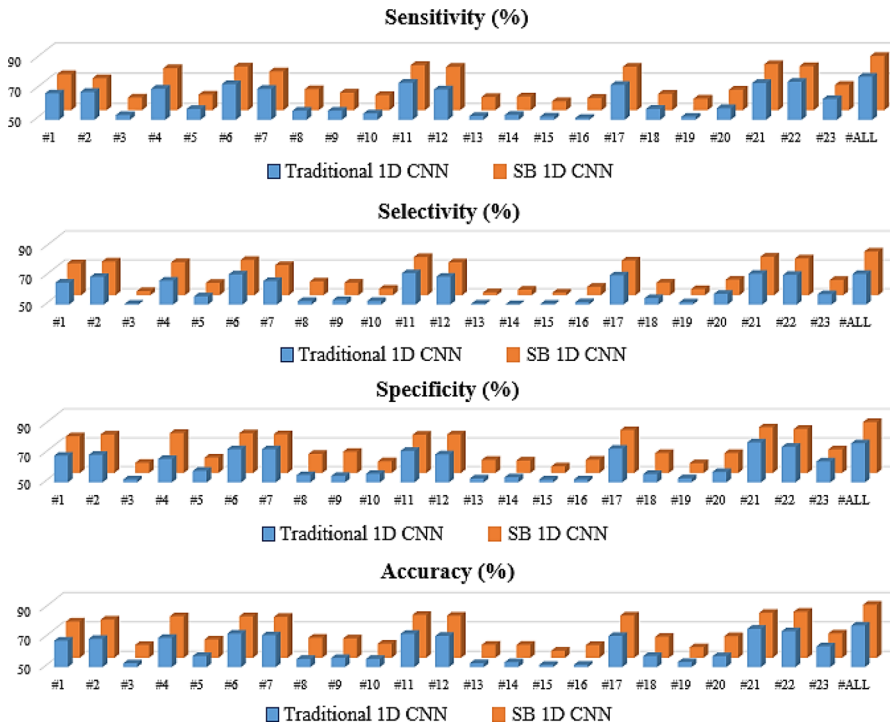 Sensitivity (%)
90
70
50
#1 #2 #3 #4 #5 #6 #7 #8 #9 #10 #11 #12 #13 #14 #15 #16 #17 #18 #19 #20 #21 #22 #23 #ALL
Traditional 1D CNN SB 1D CNN
Selectivity (%)
90
70
50
#1 #2 #3 #4 #5 #6 #7 #8 #9 #10 #11 #12 #13 #14 #15 #16 #17 #18 #19 #20 #21 #22 #23 #ALL
Traditional 1D CNN SB 1D CNN
Specificity (%)
90
70
50
#1 #2 #3 #4 #5 #6 #7 #8 #9 #10 #11 #12 #13 #14 #15 #16 #17 #18 #19 #20 #21 #22 #23 #ALL
Traditional 1D CNN SB 1D CNN
Accuracy (%)
90
70
50
#1 #2 #3 #4 #5 #6 #7 #8 #9 #10 #11 #12 #13 #14 #15 #16 #17 #18 #19 #20 #21 #22 #23 #ALL
Traditional 1D CNN SB 1D CNN